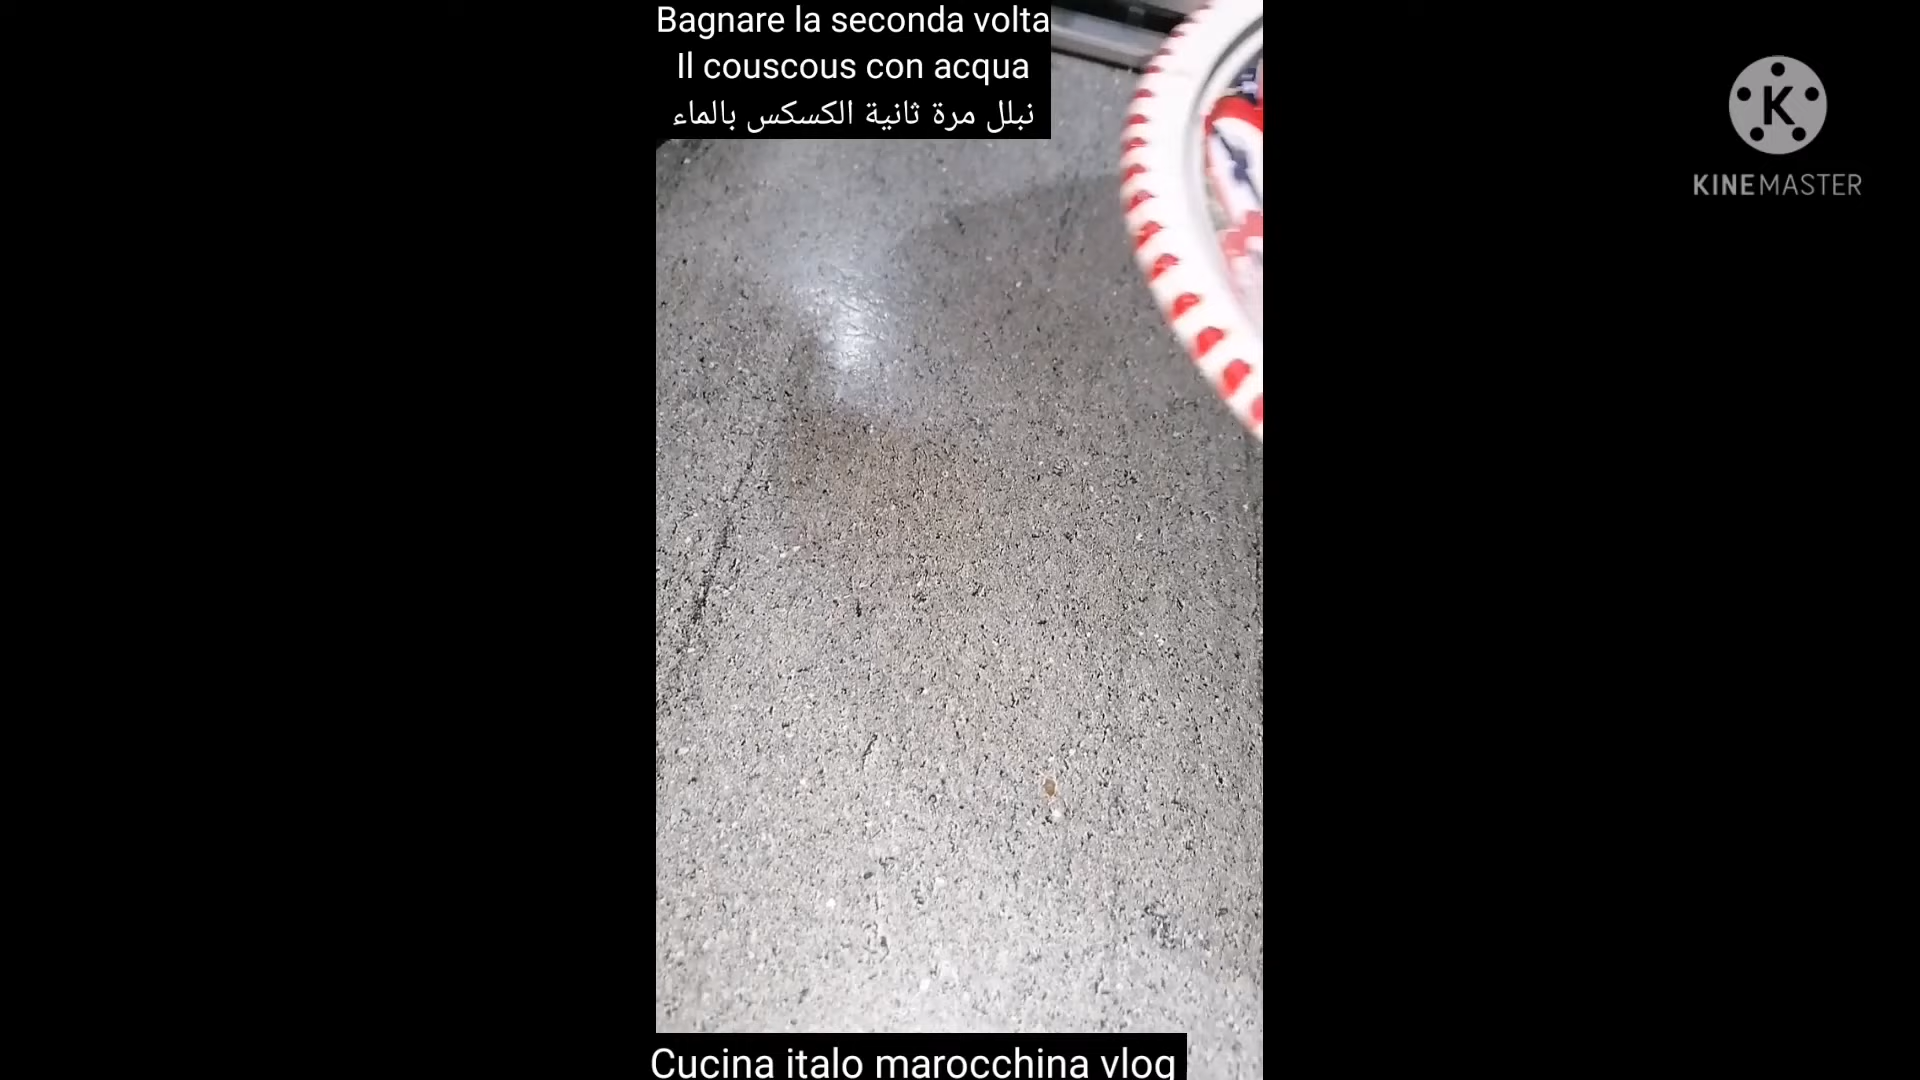 Bagnare la seconda volta
Il couscous con acqua
نبلل مرة ثانية الكسكس بالماء
K
KINEMASTER
Cucina italo marocchina vlog